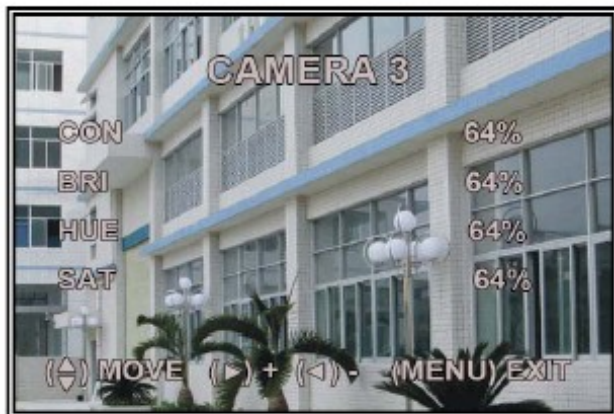 CAMERA 3
CON 64%
BRI 64%
HUE 64%
SAT 64%
(♦) MOVE (►) + (◄) - (MENU) EXIT